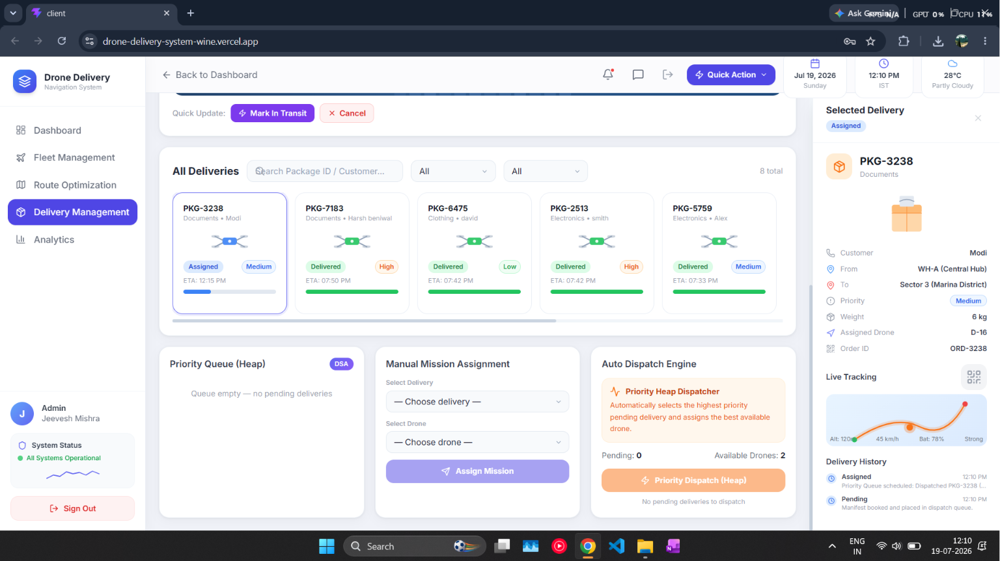 client
Ask Gemini
N/A
GPU 0%
CPU 11%
drone-delivery-system-wine.vercel.app
Drone Delivery
Navigation System
Dashboard
Fleet Management
Route Optimization
Delivery Management
Analytics
J
Admin
Jeevesh Mishra
System Status
All Systems Operational
Sign Out
Back to Dashboard
Quick Action
Jul 19, 2026
Sunday
12:10 PM
IST
28°C
Partly Cloudy
Quick Update:
Mark In Transit
Cancel
All Deliveries
Search Package ID / Customer...
All
All
8 total
PKG-3238
Documents • Modi
Assigned
Medium
ETA: 12:15 PM
PKG-7183
Documents • Harsh beniwal
Delivered
High
ETA: 07:50 PM
PKG-6475
Clothing • david
Delivered
Low
ETA: 07:42 PM
PKG-2513
Electronics • smith
Delivered
High
ETA: 07:42 PM
PKG-5759
Electronics • Alex
Delivered
Medium
ETA: 07:33 PM
Priority Queue (Heap)
DSA
Queue empty — no pending deliveries
Manual Mission Assignment
Select Delivery
— Choose delivery —
Select Drone
— Choose drone —
Assign Mission
Auto Dispatch Engine
Priority Heap Dispatcher
Automatically selects the highest priority
pending delivery and assigns the best available
drone.
Pending: 0
Available Drones: 2
Priority Dispatch (Heap)
No pending deliveries to dispatch
Selected Delivery
Assigned
PKG-3238
Documents
Customer Modi
From WH-A (Central Hub)
To Sector 3 (Marina District)
Priority Medium
Weight 6 kg
Assigned Drone D-16
Order ID ORD-3238
Live Tracking
Alt: 120m 45 km/h Bat: 78% Strong
Delivery History
Assigned 12:10 PM
Priority Queue scheduled: Dispatched PKG-3238 (...
Pending 12:10 PM
Manifest booked and placed in dispatch queue.
Search
ENG
IN
12:10
19-07-2026